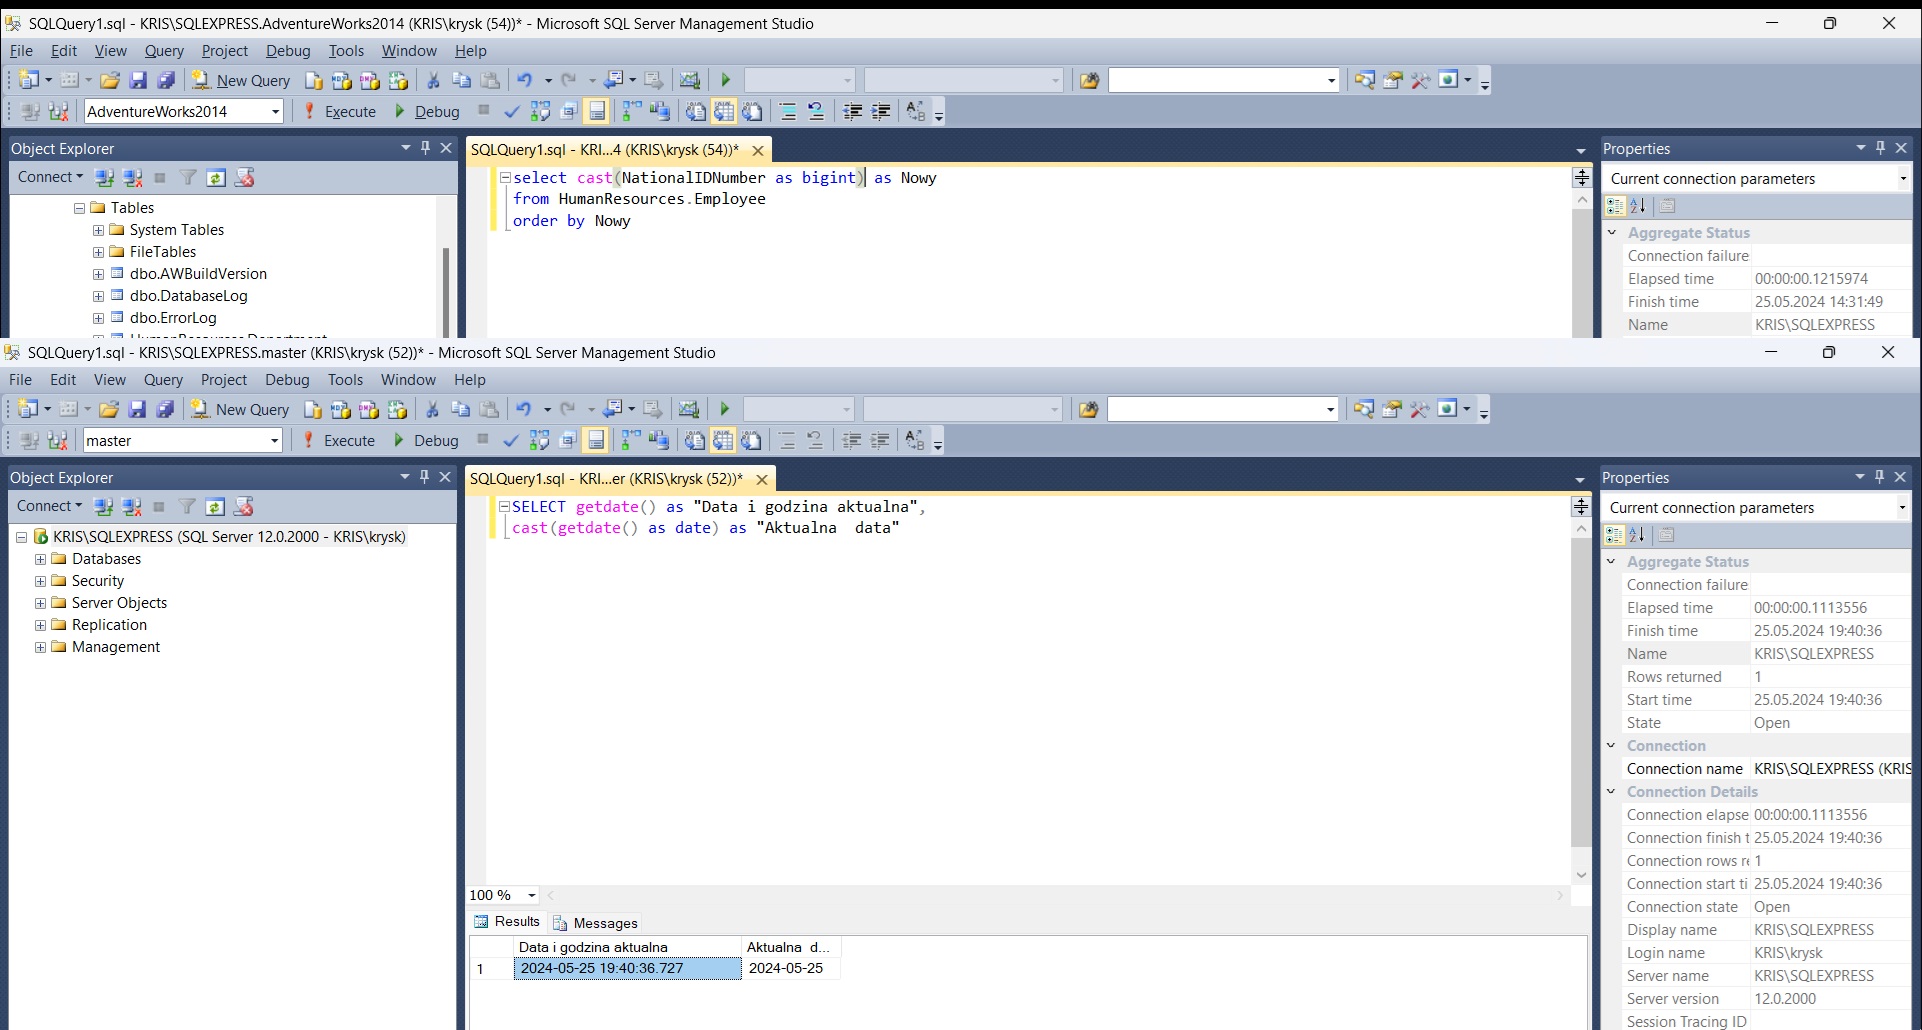 SQLQuery1.sql - KRIS\SQLEXPRESS.AdventureWorks2014 (KRIS\krysk (54))* - Microsoft SQL Server Management Studio
File Edit View Query Project Debug Tools Window Help
New Query
AdventureWorks2014 Execute Debug
Object Explorer
Connect
Tables
System Tables
FileTables
dbo.AWBuildVersion
dbo.DatabaseLog
dbo.ErrorLog
SQLQuery1.sql - KRI...4 (KRIS\krysk (54))*
select cast(NationalIDNumber as bigint) as Nowy
from HumanResources.Employee
order by Nowy
Properties
Current connection parameters
Aggregate Status
Connection failure
Elapsed time 00:00:00.1215974
Finish time 25.05.2024 14:31:49
Name KRIS\SQLEXPRESS
SQLQuery1.sql - KRIS\SQLEXPRESS.master (KRIS\krysk (52))* - Microsoft SQL Server Management Studio
File Edit View Query Project Debug Tools Window Help
New Query
master Execute Debug
Object Explorer
Connect
KRIS\SQLEXPRESS (SQL Server 12.0.2000 - KRIS\krysk)
Databases
Security
Server Objects
Replication
Management
SQLQuery1.sql - KRI...er (KRIS\krysk (52))*
SELECT getdate() as "Data i godzina aktualna",
cast(getdate() as date) as "Aktualna  data"
100 %
Results Messages
Data i godzina aktualna Aktualna d...
1 2024-05-25 19:40:36.727 2024-05-25
Properties
Current connection parameters
Aggregate Status
Connection failure
Elapsed time 00:00:00.1113556
Finish time 25.05.2024 19:40:36
Name KRIS\SQLEXPRESS
Rows returned 1
Start time 25.05.2024 19:40:36
State Open
Connection
Connection name KRIS\SQLEXPRESS (KRIS
Connection Details
Connection elapse 00:00:00.1113556
Connection finish t 25.05.2024 19:40:36
Connection rows re 1
Connection start ti 25.05.2024 19:40:36
Connection state Open
Display name KRIS\SQLEXPRESS
Login name KRIS\krysk
Server name KRIS\SQLEXPRESS
Server version 12.0.2000
Session Tracing ID